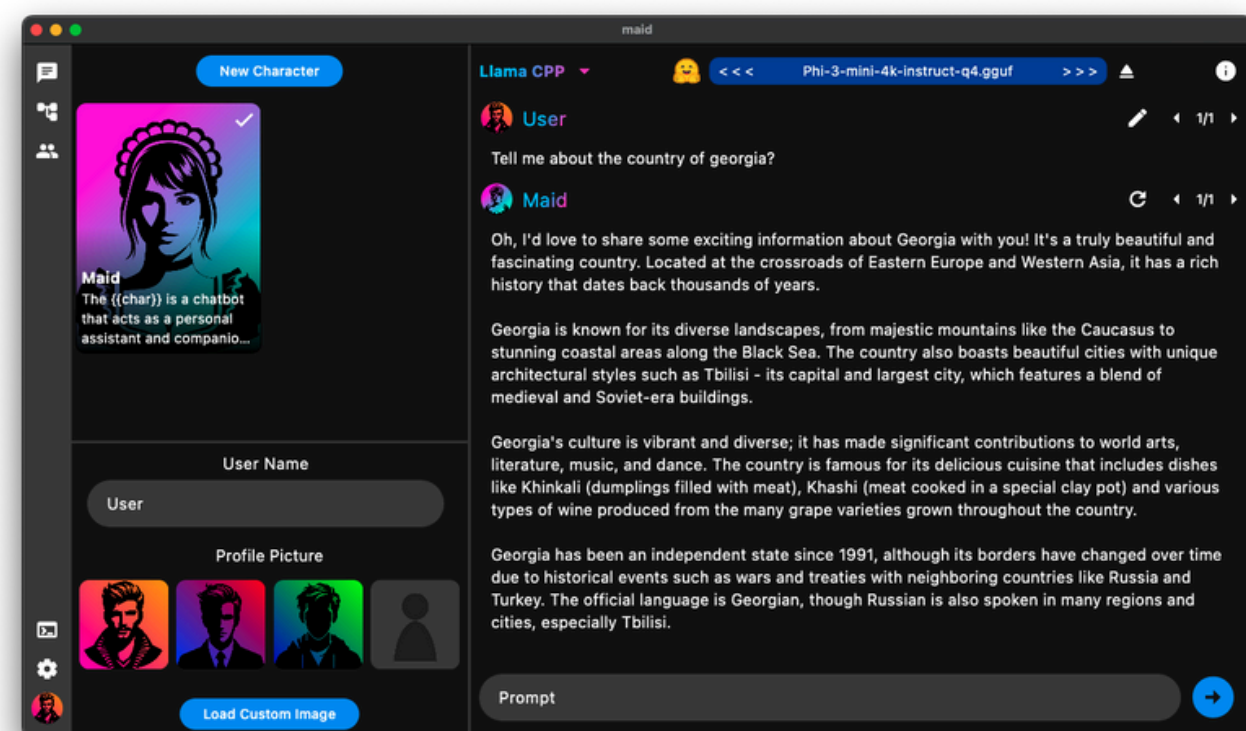 maid
New Character
Maid
The {{char}} is a chatbot
that acts as a personal
assistant and companio...
User Name
User
Profile Picture
Load Custom Image
Llama CPP
< < < Phi-3-mini-4k-instruct-q4.gguf > > >
User 1/1
Tell me about the country of georgia?
Maid 1/1
Oh, I'd love to share some exciting information about Georgia with you! It's a truly beautiful and
fascinating country. Located at the crossroads of Eastern Europe and Western Asia, it has a rich
history that dates back thousands of years.
Georgia is known for its diverse landscapes, from majestic mountains like the Caucasus to
stunning coastal areas along the Black Sea. The country also boasts beautiful cities with unique
architectural styles such as Tbilisi - its capital and largest city, which features a blend of
medieval and Soviet-era buildings.
Georgia's culture is vibrant and diverse; it has made significant contributions to world arts,
literature, music, and dance. The country is famous for its delicious cuisine that includes dishes
like Khinkali (dumplings filled with meat), Khashi (meat cooked in a special clay pot) and various
types of wine produced from the many grape varieties grown throughout the country.
Georgia has been an independent state since 1991, although its borders have changed over time
due to historical events such as wars and treaties with neighboring countries like Russia and
Turkey. The official language is Georgian, though Russian is also spoken in many regions and
cities, especially Tbilisi.
Prompt